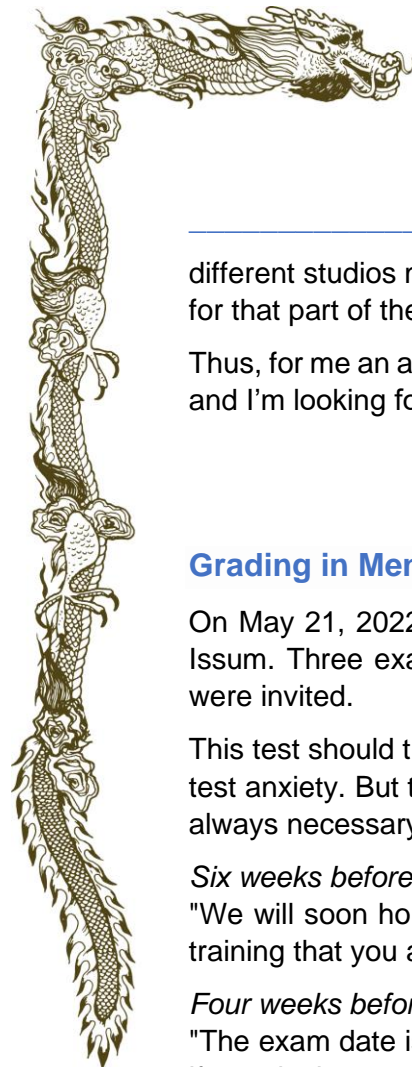 different studios
for that part of the
Thus, for me an a
and I'm looking fo
Grading in Mer
On May 21, 2022
Issum. Three exa
were invited.
This test should t
test anxiety. But t
always necessary
Six weeks before
"We will soon ho
training that you a
Four weeks befor
"The exam date i